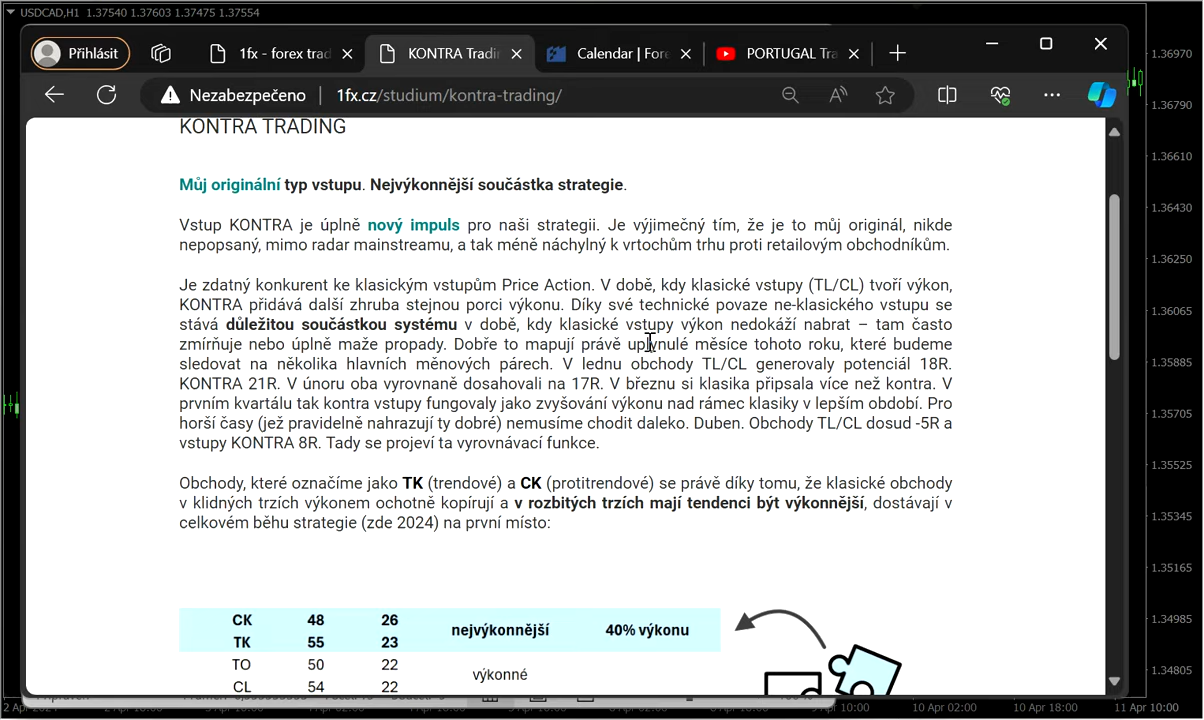 USDCAD,H1 1.37540 1.37603 1.37475 1.37554
Přihlásit
1fx - forex trad
KONTRA Tradi
Calendar | Fore
PORTUGAL Tra
Nezabezpečeno | 1fx.cz/studium/kontra-trading/
KONTRA TRADING
Můj originální typ vstupu. Nejvýkonnější součástka strategie.
Vstup KONTRA je úplně nový impuls pro naši strategii. Je výjimečný tím, že je to můj originál, nikde
nepopsaný, mimo radar mainstreamu, a tak méně náchylný k vrtochům trhu proti retailovým obchodníkům.
Je zdatný konkurent ke klasickým vstupům Price Action. V době, kdy klasické vstupy (TL/CL) tvoří výkon,
KONTRA přidává další zhruba stejnou porci výkonu. Díky své technické povaze ne-klasického vstupu se
stává důležitou součástkou systému v době, kdy klasické vstupy výkon nedokáží nabrat – tam často
zmírňuje nebo úplně maže propady. Dobře to mapují právě uplynulé měsíce tohoto roku, které budeme
sledovat na několika hlavních měnových párech. V lednu obchody TL/CL generovaly potenciál 18R.
KONTRA 21R. V únoru oba vyrovnaně dosahovali na 17R. V březnu si klasika připsala více než kontra. V
prvním kvartálu tak kontra vstupy fungovaly jako zvyšování výkonu nad rámec klasiky v lepším období. Pro
horší časy (jež pravidelně nahrazují ty dobré) nemusíme chodit daleko. Duben. Obchody TL/CL dosud -5R a
vstupy KONTRA 8R. Tady se projeví ta vyrovnávací funkce.
Obchody, které označíme jako TK (trendové) a CK (protitrendové) se právě díky tomu, že klasické obchody
v klidných trzích výkonem ochotně kopírují a v rozbitých trzích mají tendenci být výkonnější, dostávají v
celkovém běhu strategie (zde 2024) na první místo:
CK 48 26
nejvýkonnější 40% výkonu
TK 55 23
TO 50 22
výkonné
CL 54 22
1.36970
1.36790
1.36610
1.36430
1.36250
1.36065
1.35885
1.35705
1.35525
1.35345
1.35165
1.34985
1.34805
10 Apr 02:00
10 Apr 18:00
11 Apr 10:00